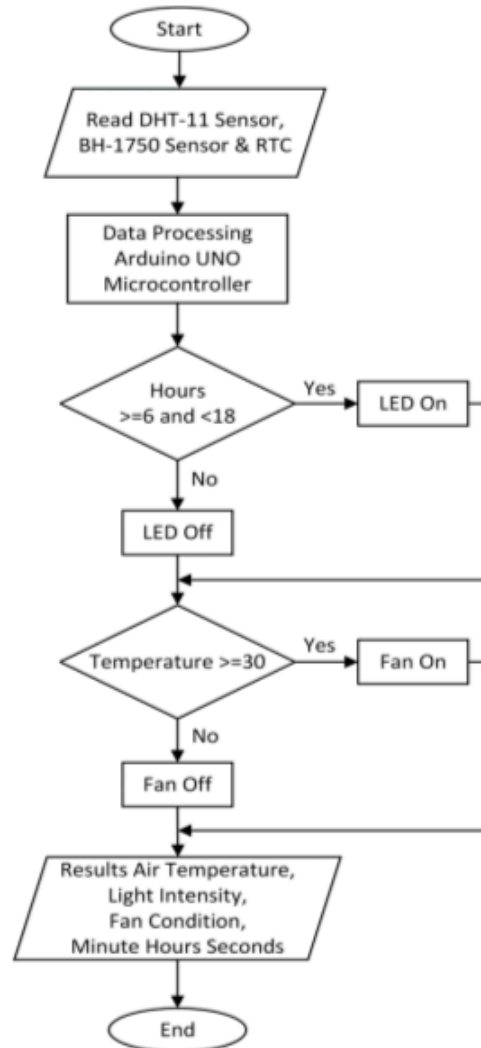 Start
Read DHT-11 Sensor,
BH-1750 Sensor & RTC
Data Processing
Arduino UNO
Microcontroller
Hours
>=6 and <18
Yes
LED On
No
LED Off
Temperature >=30
Yes
Fan On
No
Fan Off
Results Air Temperature,
Light Intensity,
Fan Condition,
Minute Hours Seconds
End